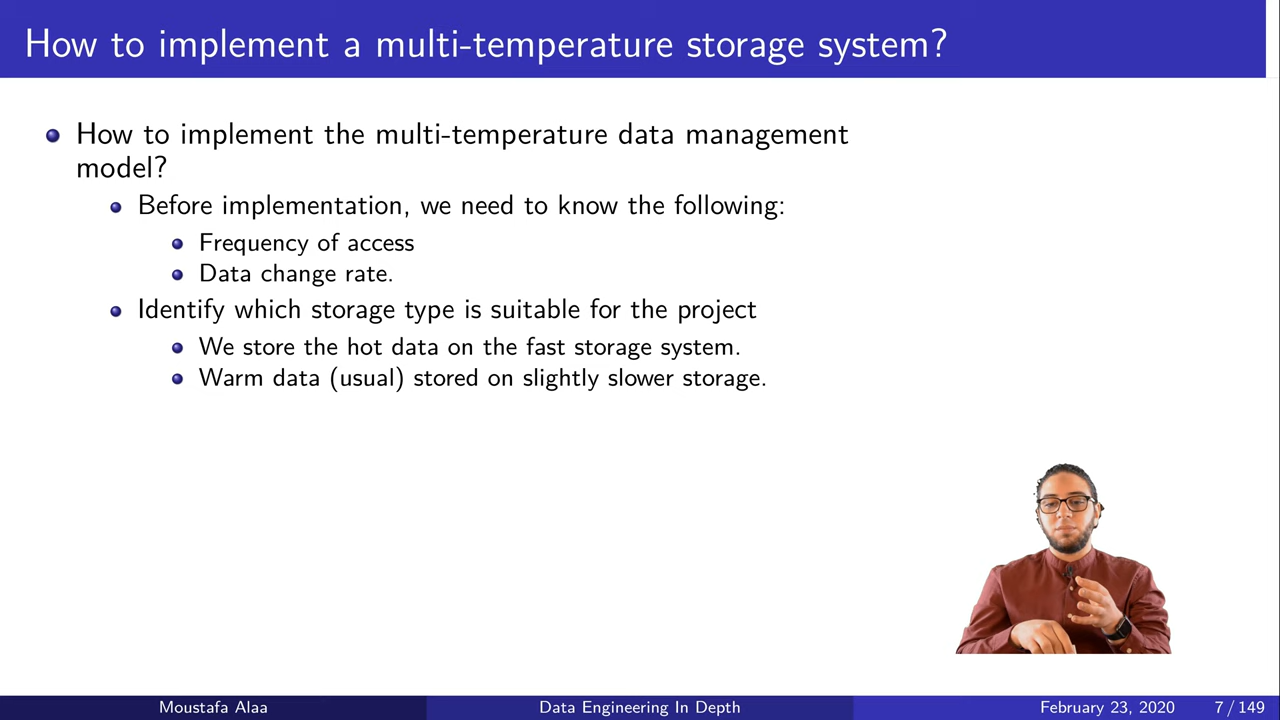 How to implement a multi-temperature storage system?
How to implement the multi-temperature data management
model?
Before implementation, we need to know the following:
Frequency of access
Data change rate.
Identify which storage type is suitable for the project
We store the hot data on the fast storage system.
Warm data (usual) stored on slightly slower storage.
Moustafa Alaa Data Engineering In Depth February 23, 2020 7 / 149